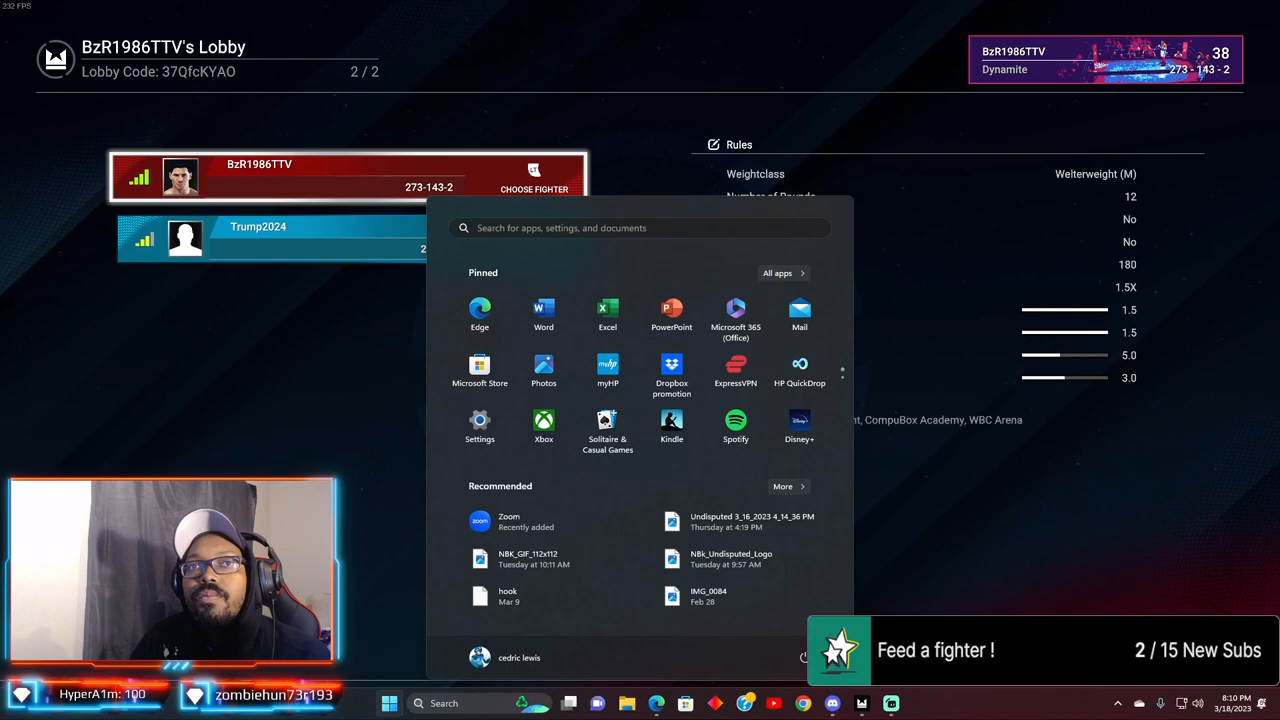 232 FPS
BzR1986TTV's Lobby
Lobby Code: 37QfcKYAO
2 / 2
BzR1986TTV
38
Dynamite
273 - 143 - 2
Rules
BzR1986TTV
273-143-2
CHOOSE FIGHTER
Trump2024
2
Weightclass
Welterweight (M)
Number of Rounds
12
No
No
180
1.5X
1.5
1.5
5.0
3.0
nt, CompuBox Academy, WBC Arena
Search for apps, settings, and documents
Pinned
All apps
Edge
Word
Excel
PowerPoint
Microsoft 365
(Office)
Mail
Microsoft Store
Photos
myHP
Dropbox
promotion
ExpressVPN
HP QuickDrop
Settings
Xbox
Solitaire &
Casual Games
Kindle
Spotify
Disney+
Recommended
More
Zoom
Recently added
Undisputed 3_16_2023 4_14_36 PM
Thursday at 4:19 PM
NBK_GIF_112x112
Tuesday at 10:11 AM
NBk_Undisputed_Logo
Tuesday at 9:57 AM
hook
Mar 9
IMG_0084
Feb 28
cedric lewis
Feed a fighter !
2 / 15 New Subs
HyperA1m: 100
zombiehun73r193
Search
8:10 PM
3/18/2023